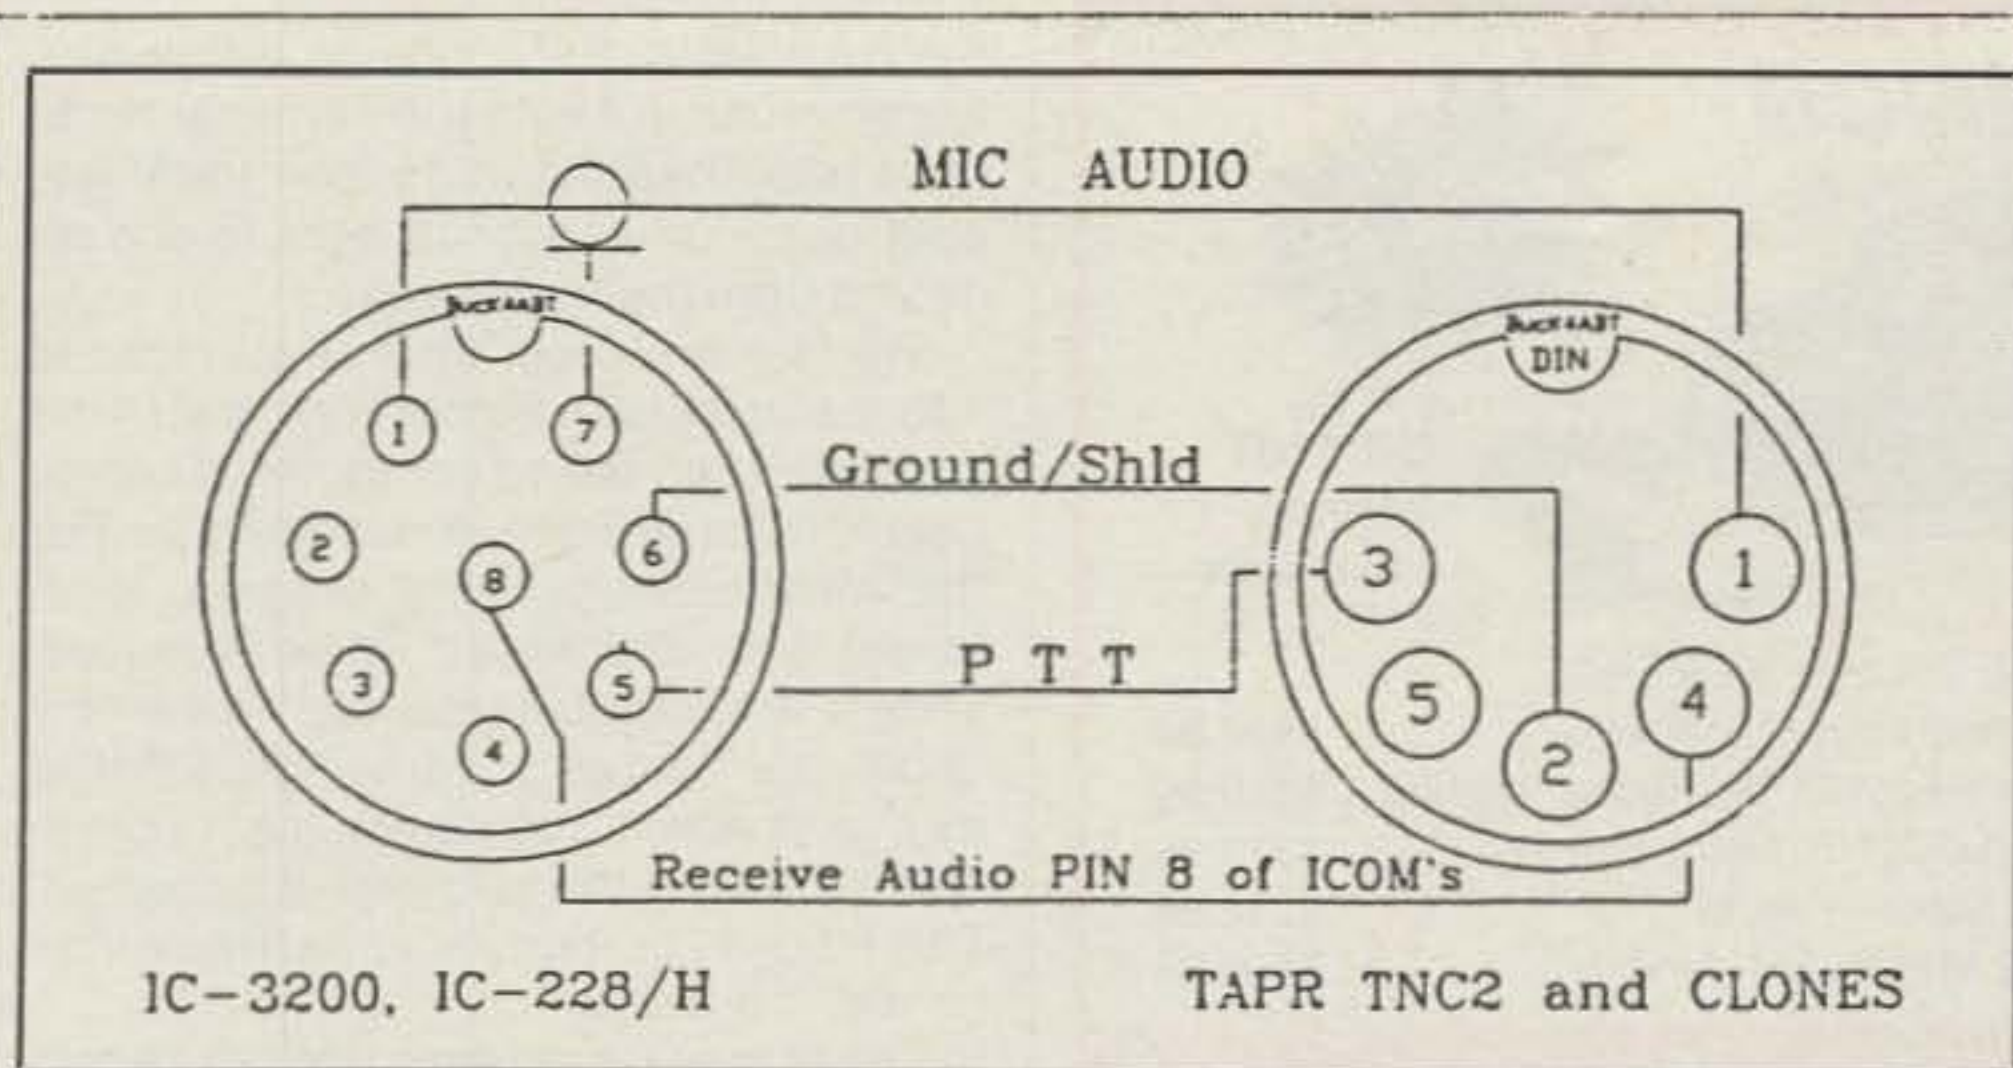 MIC AUDIO
DIN
1
7
Ground/Shld
2
8
6
3
1
P T T
3
5
5
4
4
2
Receive Audio PIN 8 of ICOM's
IC-3200, IC-228/H
TAPR TNC2 and CLONES